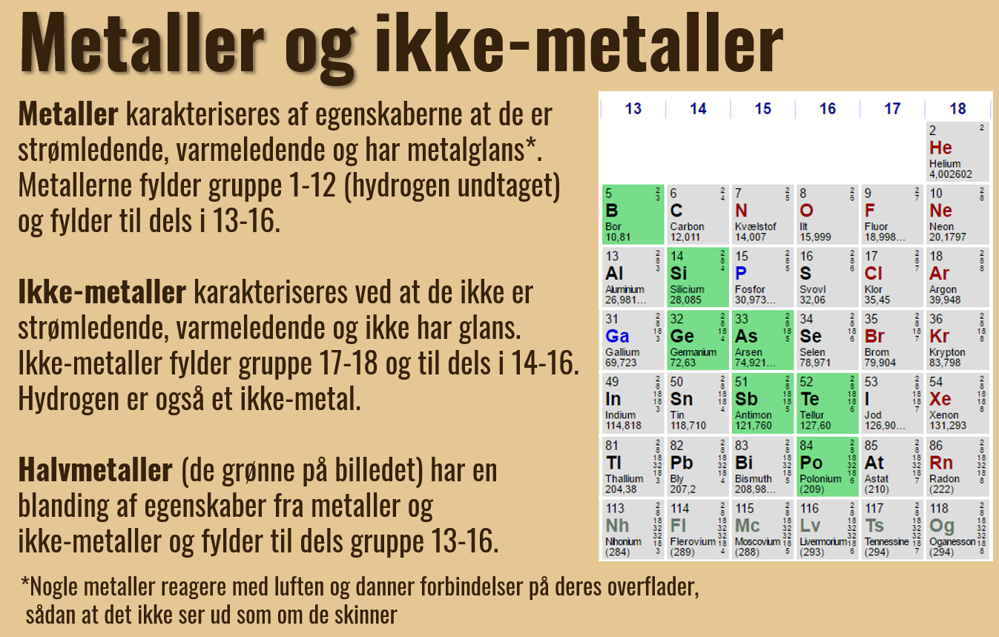 Metaller og ikke-metaller
Metaller karakteriseres af egenskaberne at de er
strømledende, varmeledende og har metalglans*.
Metallerne fylder gruppe 1-12 (hydrogen undtaget)
og fylder til dels i 13-16.
Ikke-metaller karakteriseres ved at de ikke er
strømledende, varmeledende og ikke har glans.
Ikke-metaller fylder gruppe 17-18 og til dels i 14-16.
Hydrogen er også et ikke-metal.
Halvmetaller (de grønne på billedet) har en
blanding af egenskaber fra metaller og
ikke-metaller og fylder til dels gruppe 13-16.
*Nogle metaller reagere med luften og danner forbindelser på deres overflader,
sådan at det ikke ser ud som om de skinner
13 14 15 16 17 18
2 2
He
Helium
4,002602
5 2 3 6 2 4 7 2 5 8 2 6 9 2 7 10 2 8
B C N O F Ne
Bor Carbon Kvælstof Ilt Fluor Neon
10,81 12,011 14,007 15,999 18,998... 20,1797
13 2 8 3 14 2 8 4 15 2 8 5 16 2 8 6 17 2 8 7 18 2 8 8
Al Si P S Cl Ar
Aluminium Silicium Fosfor Svovl Klor Argon
26,981... 28,085 30,973... 32,06 35,45 39,948
31 2 8 18 3 32 2 8 18 4 33 2 8 18 5 34 2 8 18 6 35 2 8 18 7 36 2 8 18 8
Ga Ge As Se Br Kr
Gallium Germanium Arsen Selen Brom Krypton
69,723 72,63 74,921... 78,971 79,904 83,798
49 2 8 18 18 3 50 2 8 18 18 4 51 2 8 18 18 5 52 2 8 18 18 6 53 2 8 18 18 7 54 2 8 18 18 8
In Sn Sb Te I Xe
Indium Tin Antimon Tellur Jod Xenon
114,818 118,710 121,760 127,60 126,90... 131,293
81 2 8 18 32 18 3 82 2 8 18 32 18 4 83 2 8 18 32 18 5 84 2 8 18 32 18 6 85 2 8 18 32 18 7 86 2 8 18 32 18 8
Tl Pb Bi Po At Rn
Thallium Bly Bismuth Polonium Astat Radon
204,38 207,2 208,98... (209) (210) (222)
113 2 8 18 32 32 18 3 114 2 8 18 32 32 18 4 115 2 8 18 32 32 18 5 116 2 8 18 32 32 18 6 117 2 8 18 32 32 18 7 118 2 8 18 32 32 18 8
Nh Fl Mc Lv Ts Og
Nihonium Flerovium Moscovium Livermorium Tennessine Oganesson
(284) (289) (288) (293) (294) (294)